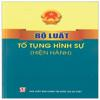 BỘ LUẬT
TỐ TỤNG HÌNH SỰ
(HIỆN HÀNH)